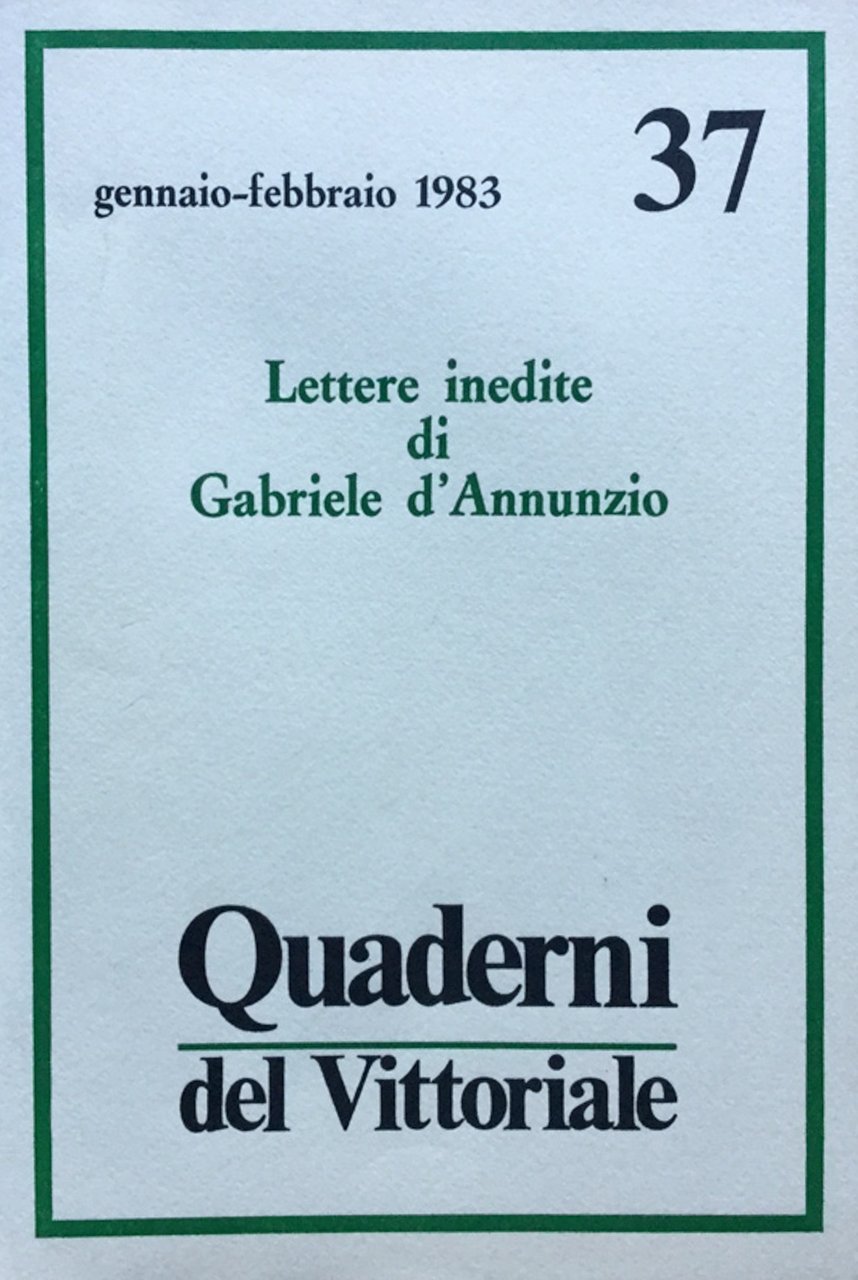 37
gennaio-febbraio 1983
Lettere inedite
di
Gabriele d'Annunzio
Quaderni
del Vittoriale